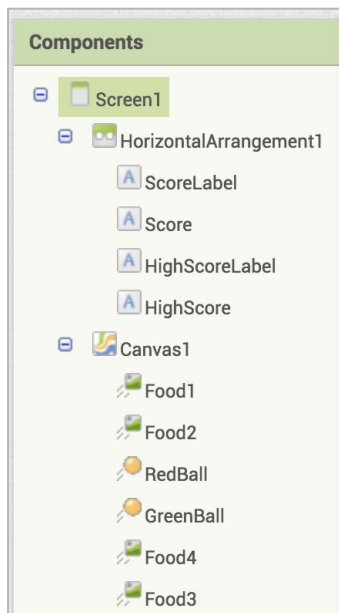 Components
Screen1
HorizontalArrangement1
A ScoreLabel
A Score
A HighScoreLabel
A HighScore
Canvas1
Food1
Food2
RedBall
GreenBall
Food4
Food3